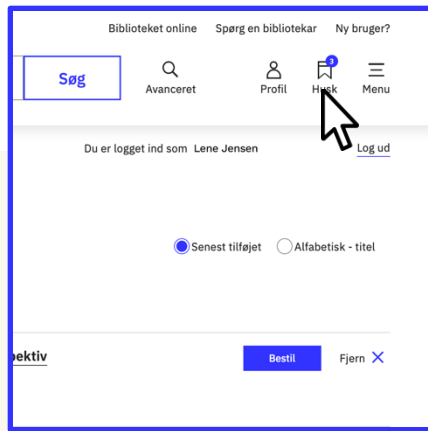 Biblioteket online Spørg en bibliotekar Ny bruger?
3
Søg
Avanceret Profil Husk Menu
Du er logget ind som Lene Jensen Log ud
Senest tilføjet Alfabetisk - titel
pektiv Bestil Fjern